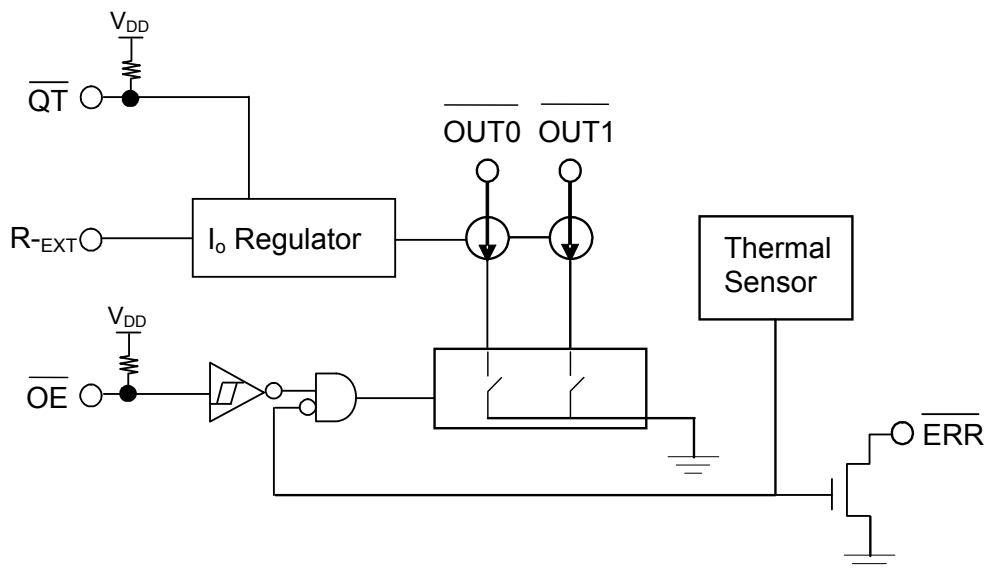 VDD
QT
OUT0 OUT1
R-EXT
Io Regulator
Thermal
Sensor
VDD
OE
ERR